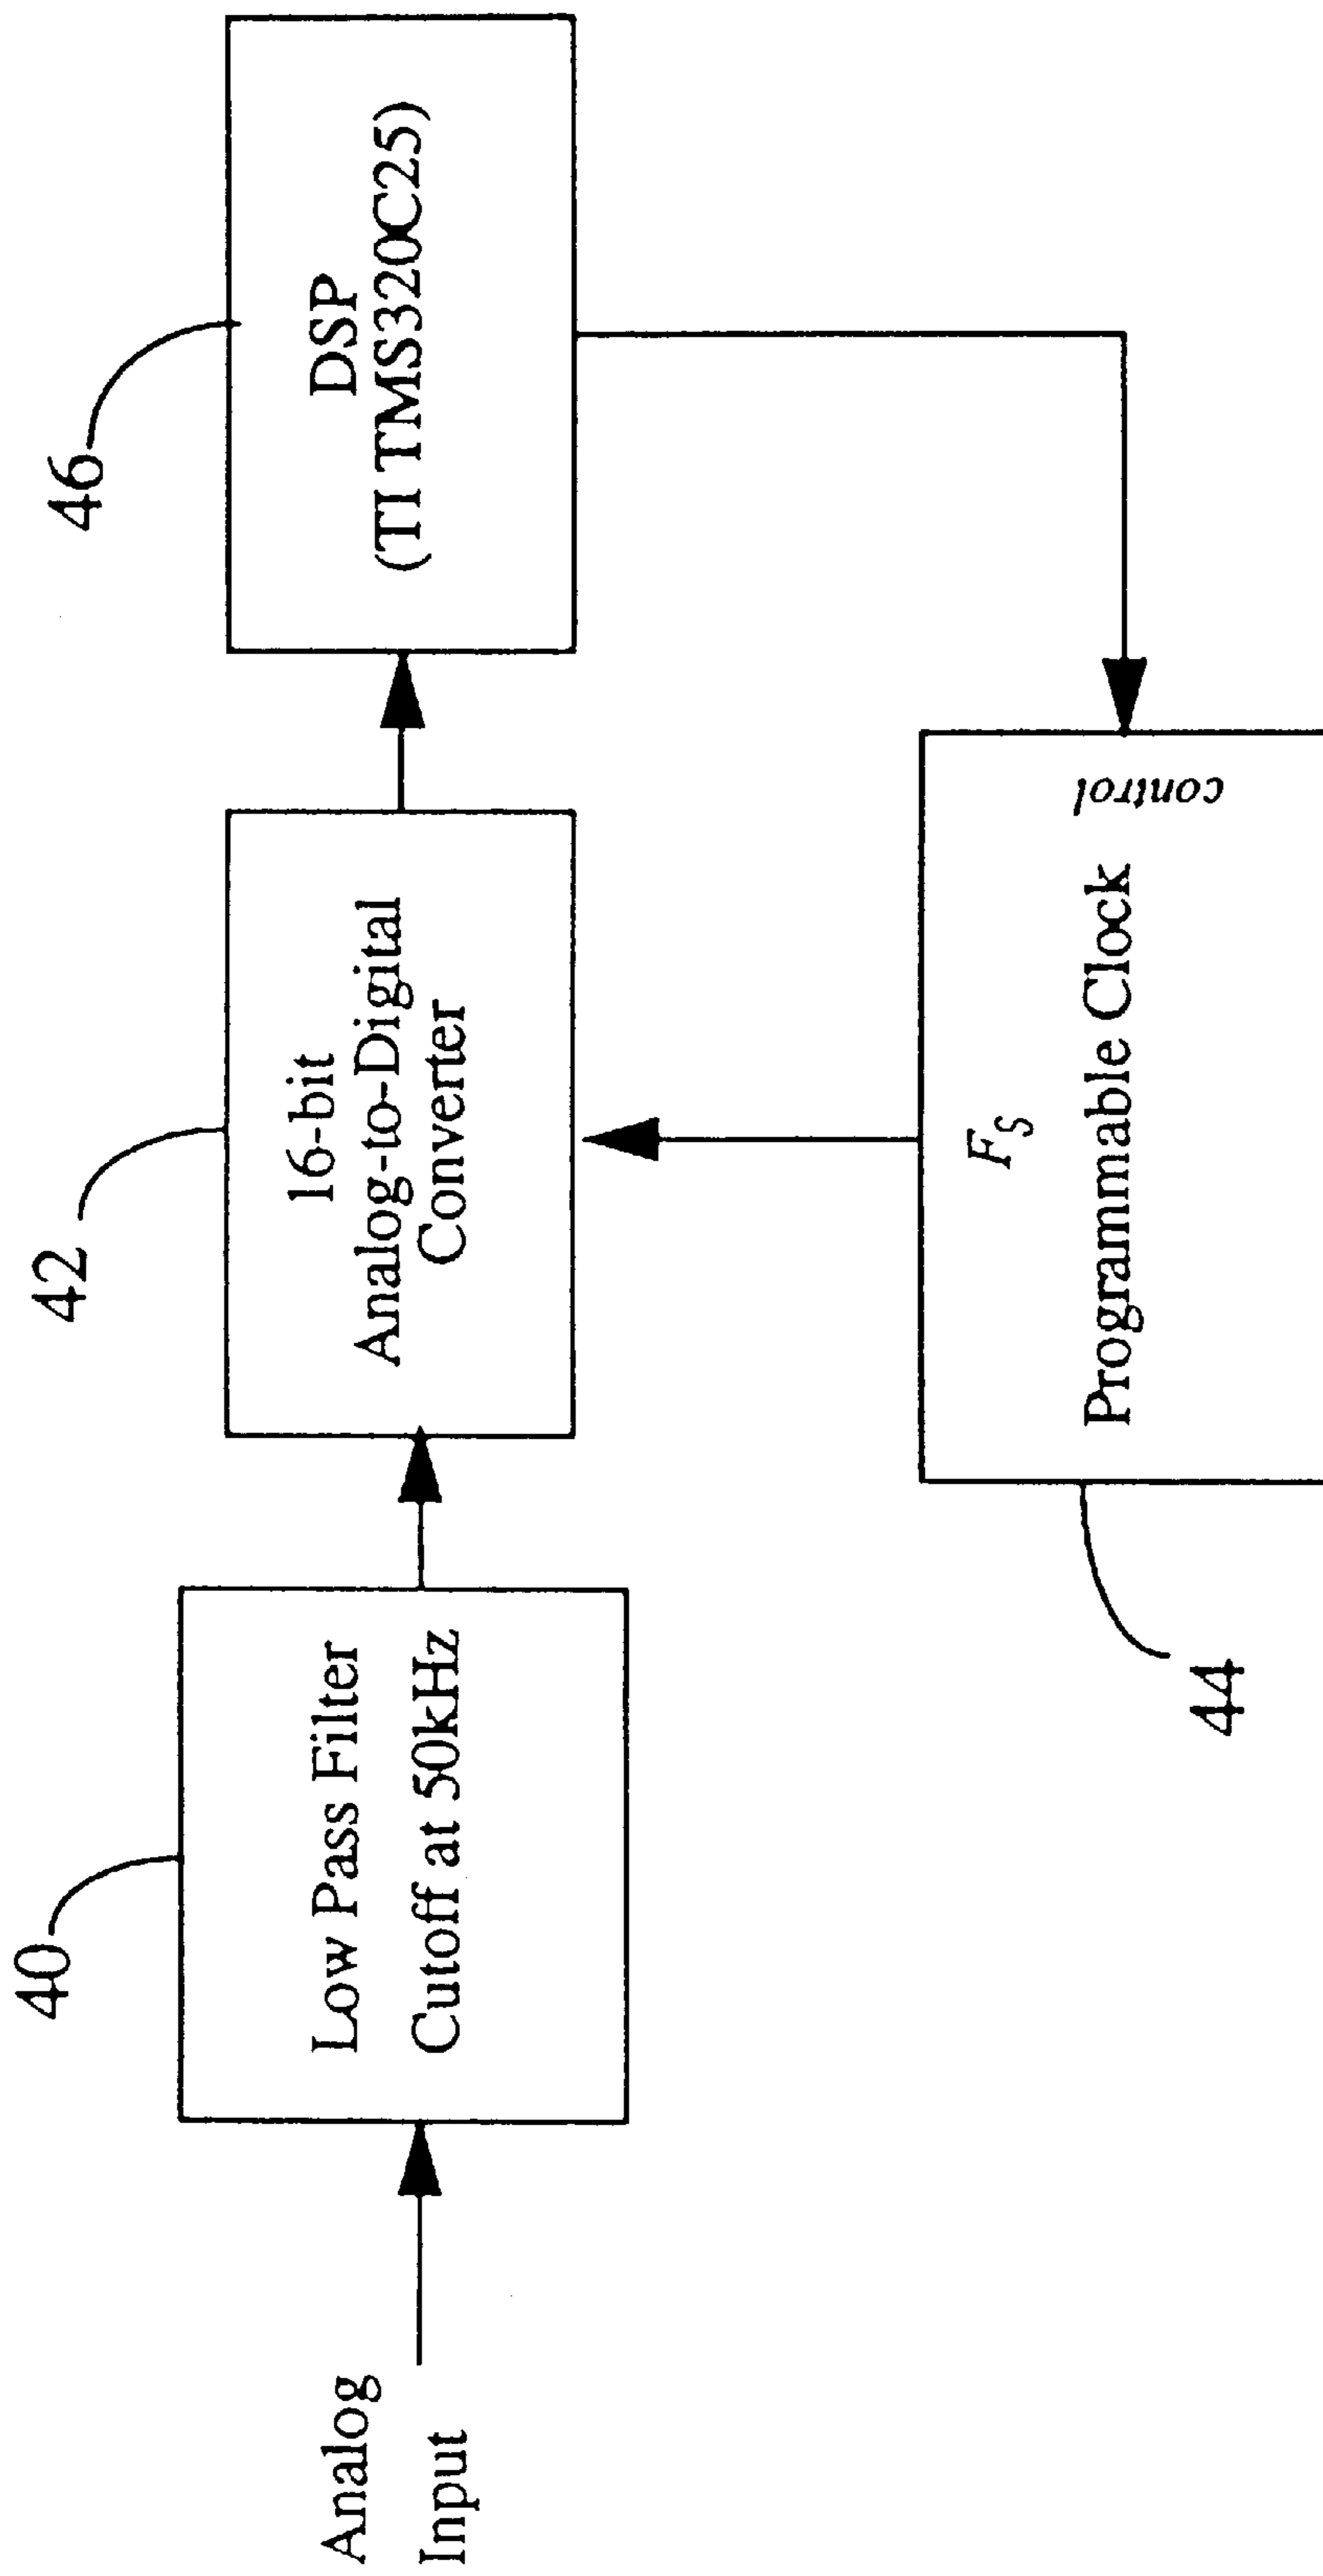 40
42
46
Analog
Input
Low Pass Filter
Cutoff at 50kHz
16-bit
Analog-to-Digital
Converter
DSP
(TI TMS320C25)
F_S
Programmable Clock
control
44